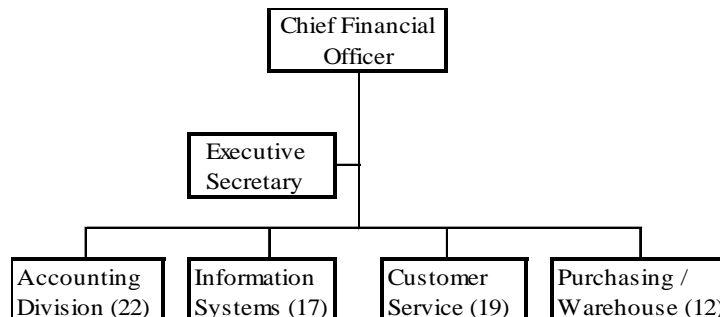 Chief Financial
Officer
Executive
Secretary
Accounting
Division (22)
Information
Systems (17)
Customer
Service (19)
Purchasing /
Warehouse (12)